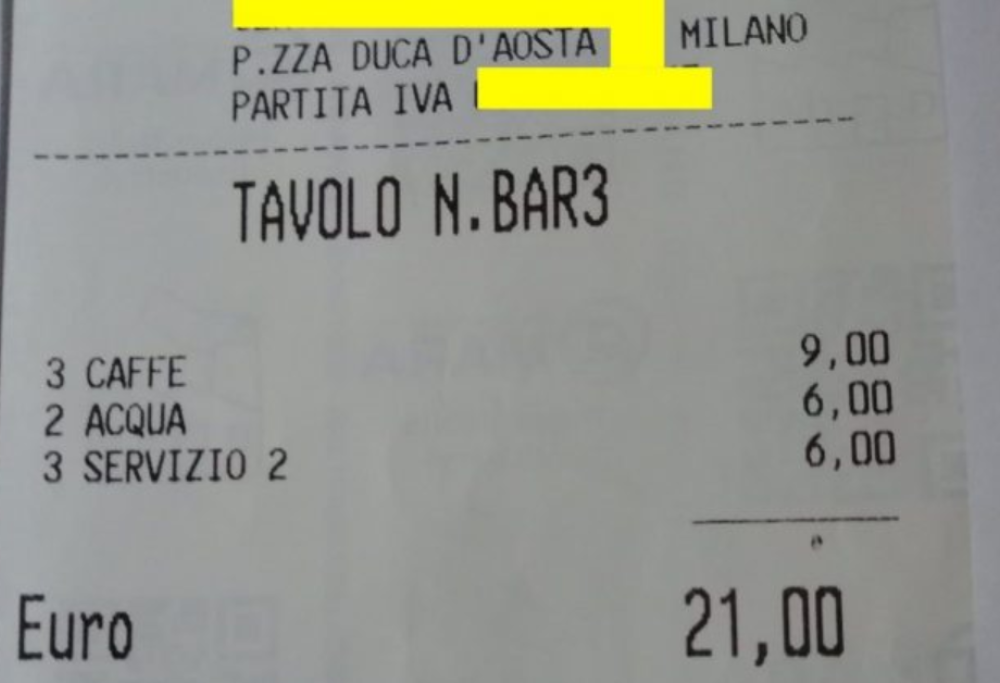 P.ZZA DUCA D'AOSTA MILANO
PARTITA IVA
TAVOLO N.BAR3
3 CAFFE 9,00
2 ACQUA 6,00
3 SERVIZIO 2 6,00
Euro 21,00